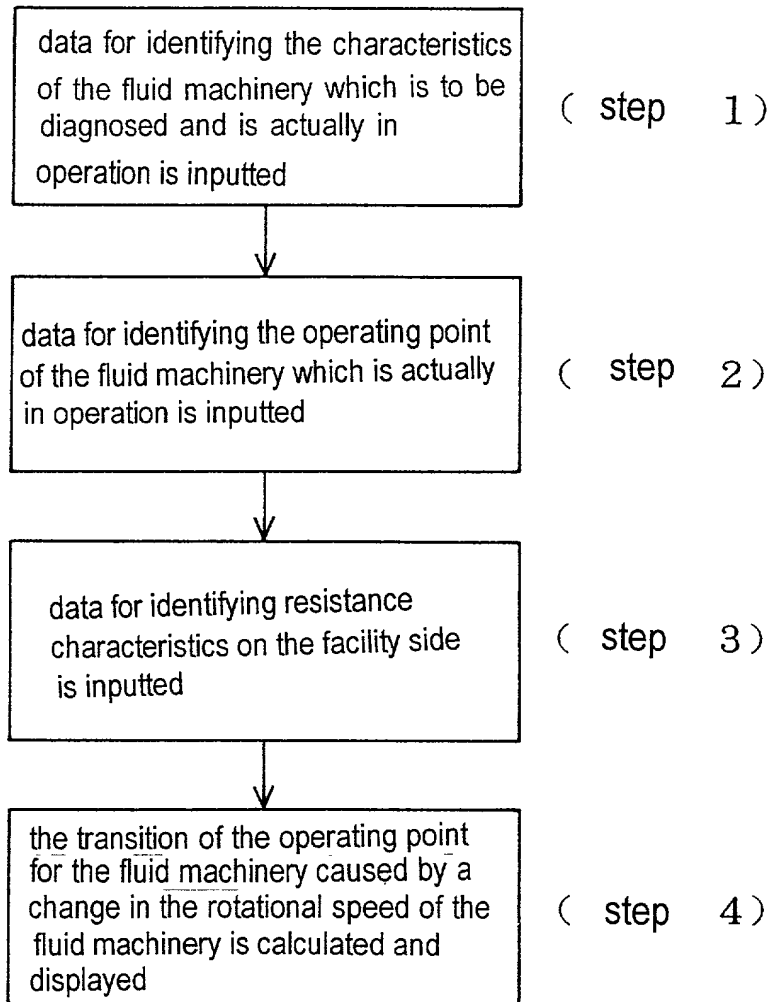 data for identifying the characteristics
of the fluid machinery which is to be
diagnosed and is actually in
operation is inputted
( step 1 )
data for identifying the operating point
of the fluid machinery which is actually
in operation is inputted
( step 2 )
data for identifying resistance
characteristics on the facility side
is inputted
( step 3 )
the transition of the operating point
for the fluid machinery caused by a
change in the rotational speed of the
fluid machinery is calculated and
displayed
( step 4 )